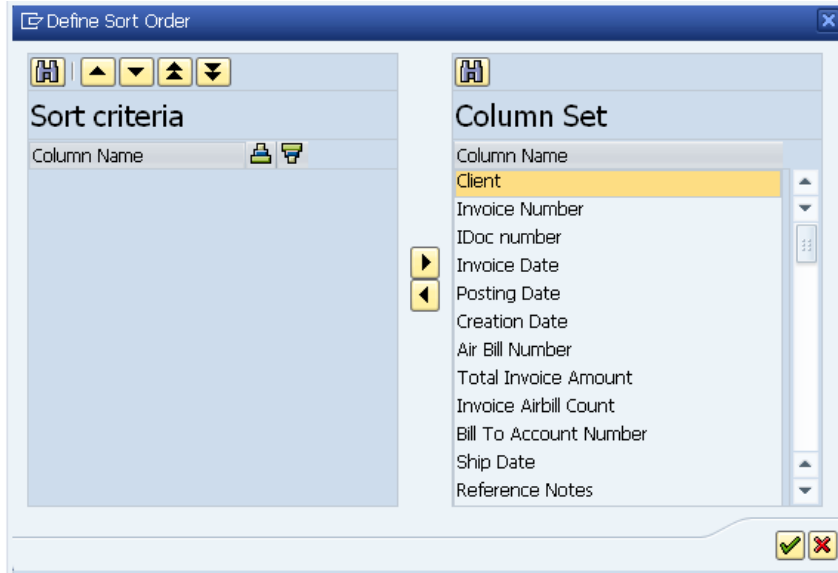 Define Sort Order
Sort criteria
Column Name
Column Set
Column Name
Client
Invoice Number
IDoc number
Invoice Date
Posting Date
Creation Date
Air Bill Number
Total Invoice Amount
Invoice Airbill Count
Bill To Account Number
Ship Date
Reference Notes